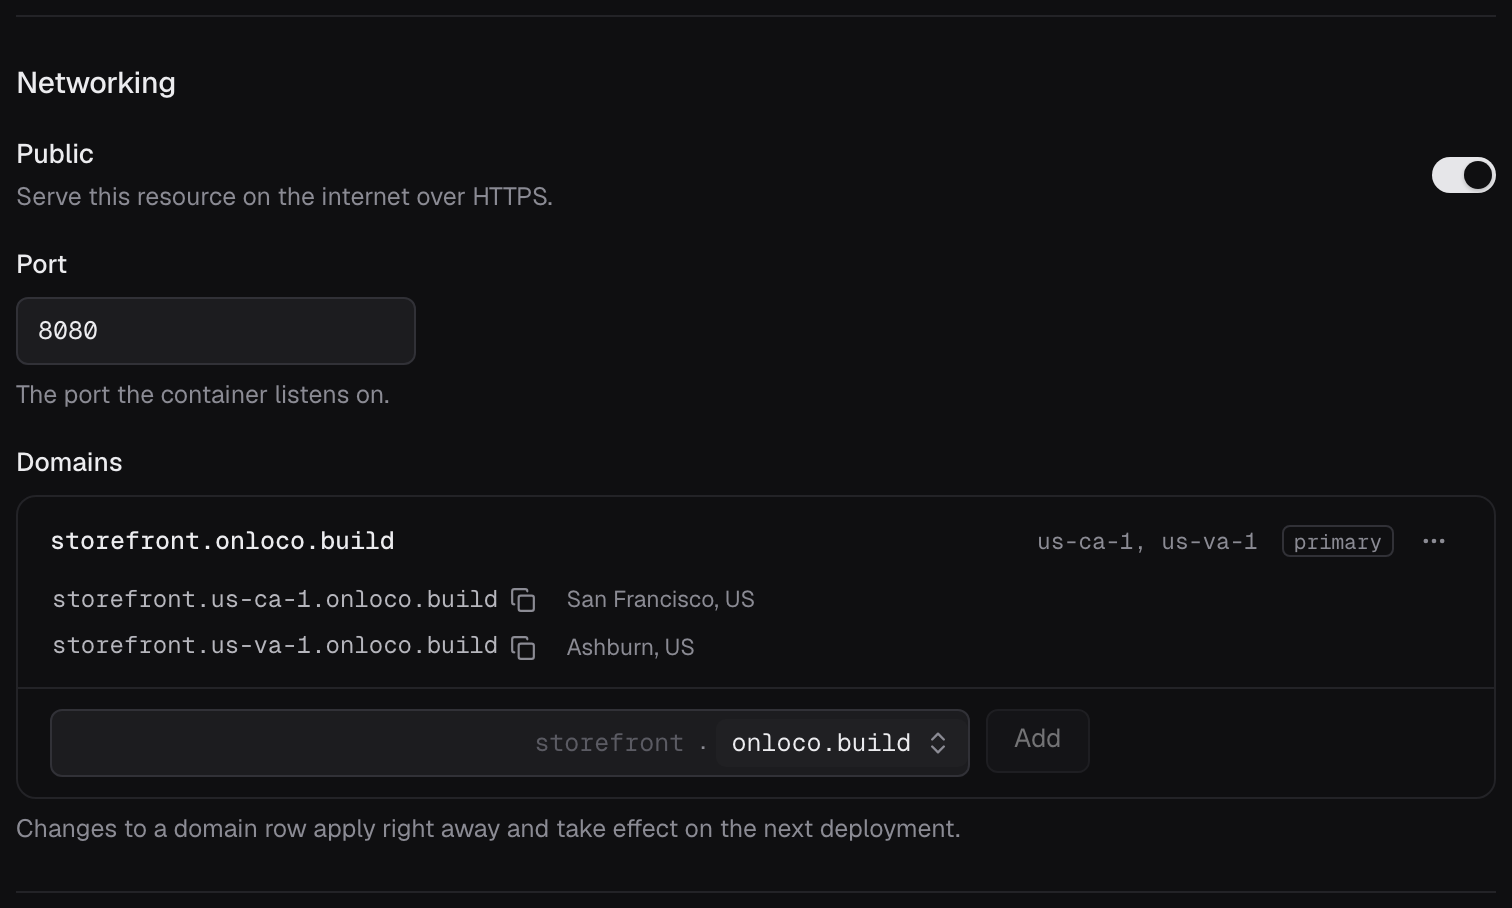 Networking
Public
Serve this resource on the internet over HTTPS.
Port
8080
The port the container listens on.
Domains
storefront.onloco.build us-ca-1, us-va-1 primary ···
storefront.us-ca-1.onloco.build San Francisco, US
storefront.us-va-1.onloco.build Ashburn, US
storefront . onloco.build Add
Changes to a domain row apply right away and take effect on the next deployment.